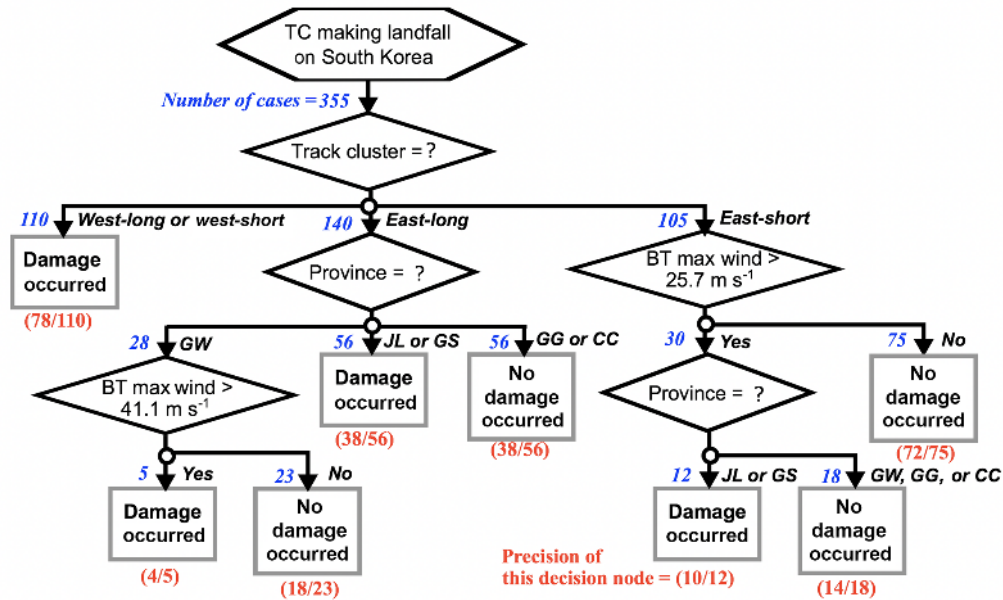 TC making landfall
on South Korea
Number of cases = 355
Track cluster = ?
110 West-long or west-short
140 East-long
105 East-short
Damage
occurred
(78/110)
Province = ?
BT max wind >
25.7 m s⁻¹
28 GW
56 JL or GS
56 GG or CC
30 Yes
75 No
BT max wind >
41.1 m s⁻¹
Damage
occurred
(38/56)
No
damage
occurred
(38/56)
Province = ?
No
damage
occurred
(72/75)
5 Yes
23 No
12 JL or GS
18 GW, GG, or CC
Damage
occurred
(4/5)
No
damage
occurred
(18/23)
Damage
occurred
Precision of
this decision node = (10/12)
No
damage
occurred
(14/18)